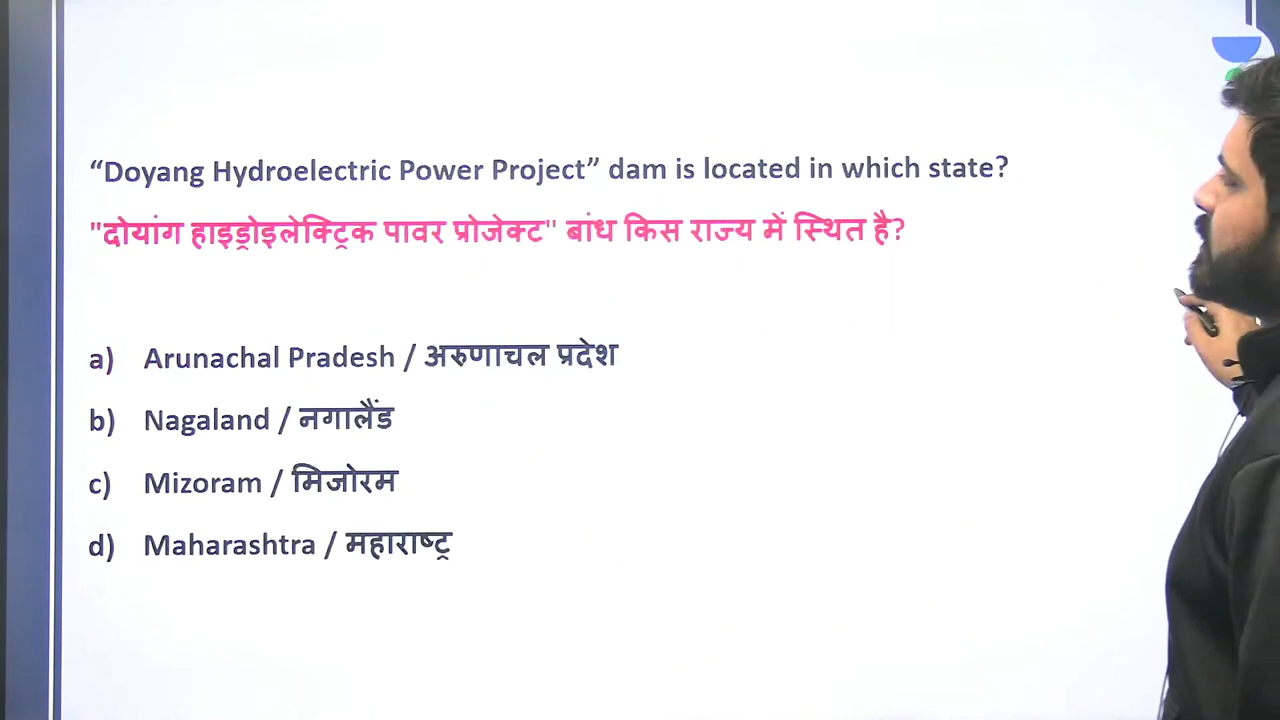 “Doyang Hydroelectric Power Project” dam is located in which state?
"दोयांग हाइड्रोइलेक्ट्रिक पावर प्रोजेक्ट" बांध किस राज्य में स्थित है?
a) Arunachal Pradesh / अरुणाचल प्रदेश
b) Nagaland / नगालैंड
c) Mizoram / मिजोरम
d) Maharashtra / महाराष्ट्र